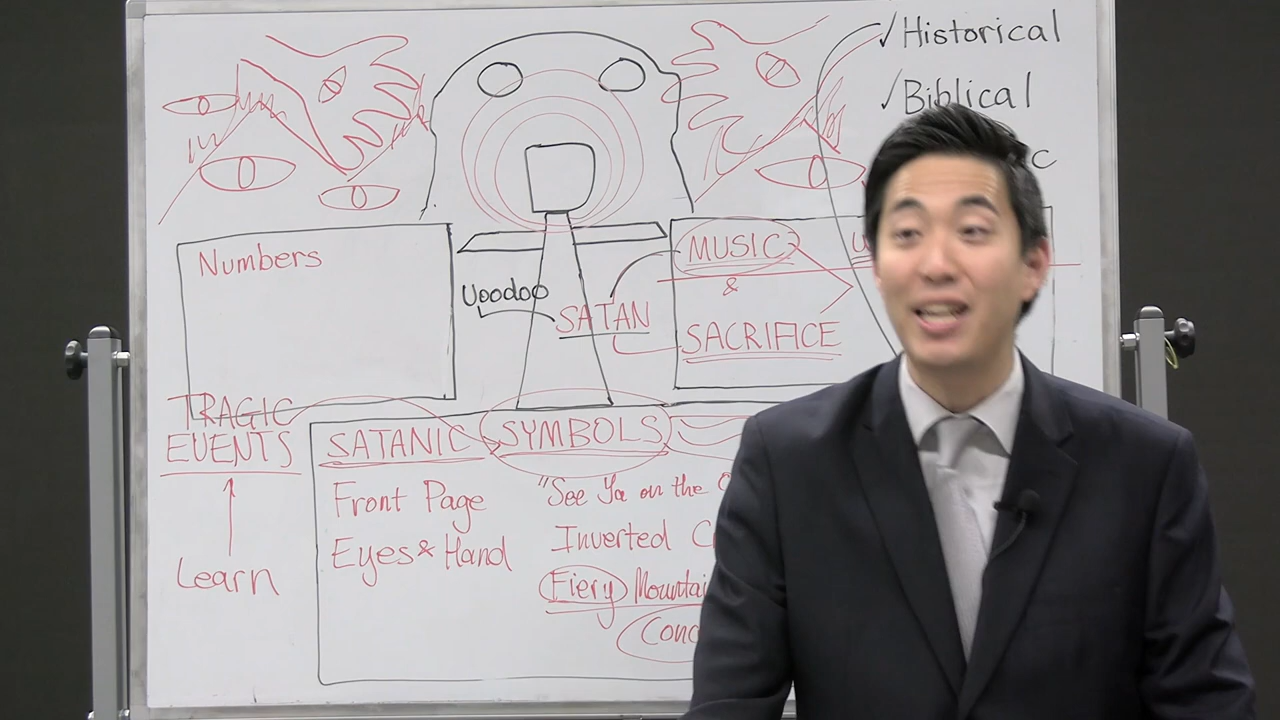 ✓Historical
✓Biblical
Numbers
MUSIC
&
SACRIFICE
Voodoo
SATAN
TRAGIC
EVENTS
Learn
SATANIC SYMBOLS
Front Page
Eyes & Hand
"See Ya on the
Inverted
Fiery